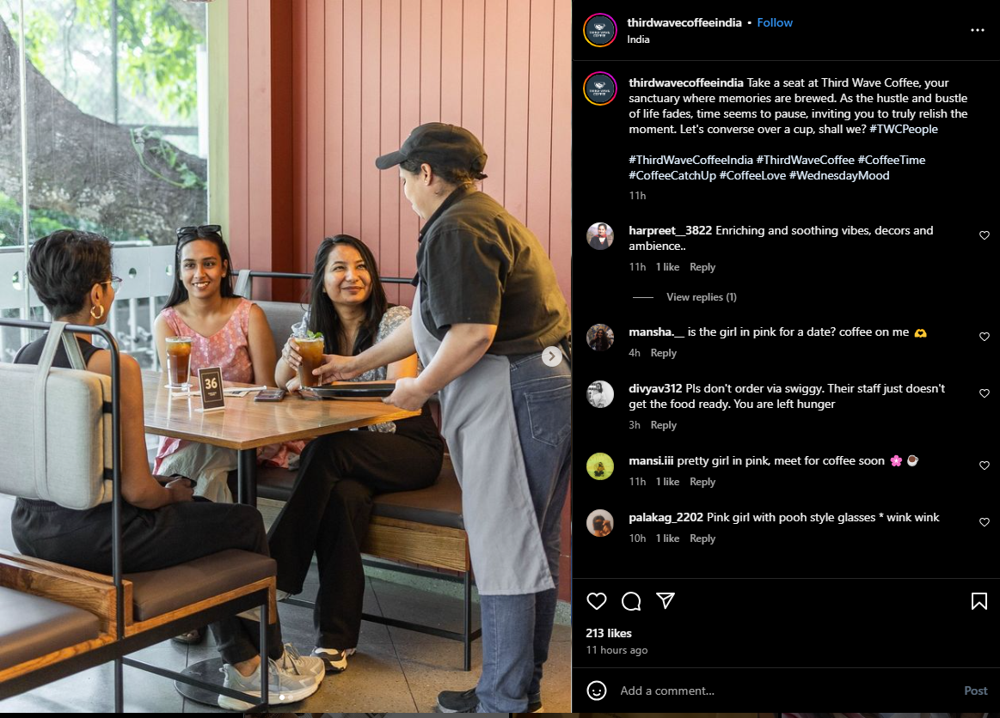 36
thirdwavecoffeeindia • Follow
India
thirdwavecoffeeindia Take a seat at Third Wave Coffee, your
sanctuary where memories are brewed. As the hustle and bustle
of life fades, time seems to pause, inviting you to truly relish the
moment. Let's converse over a cup, shall we? #TWCPeople
#ThirdWaveCoffeeIndia #ThirdWaveCoffee #CoffeeTime
#CoffeeCatchUp #CoffeeLove #WednesdayMood
11h
harpreet__3822 Enriching and soothing vibes, decors and
ambience..
11h 1 like Reply
View replies (1)
mansha.__ is the girl in pink for a date? coffee on me 🫶
4h Reply
divyav312 Pls don't order via swiggy. Their staff just doesn't
get the food ready. You are left hunger
3h Reply
mansi.iii pretty girl in pink, meet for coffee soon 🌸 ☕
11h 1 like Reply
palakag_2202 Pink girl with pooh style glasses * wink wink
10h 1 like Reply
213 likes
11 hours ago
Add a comment...
Post